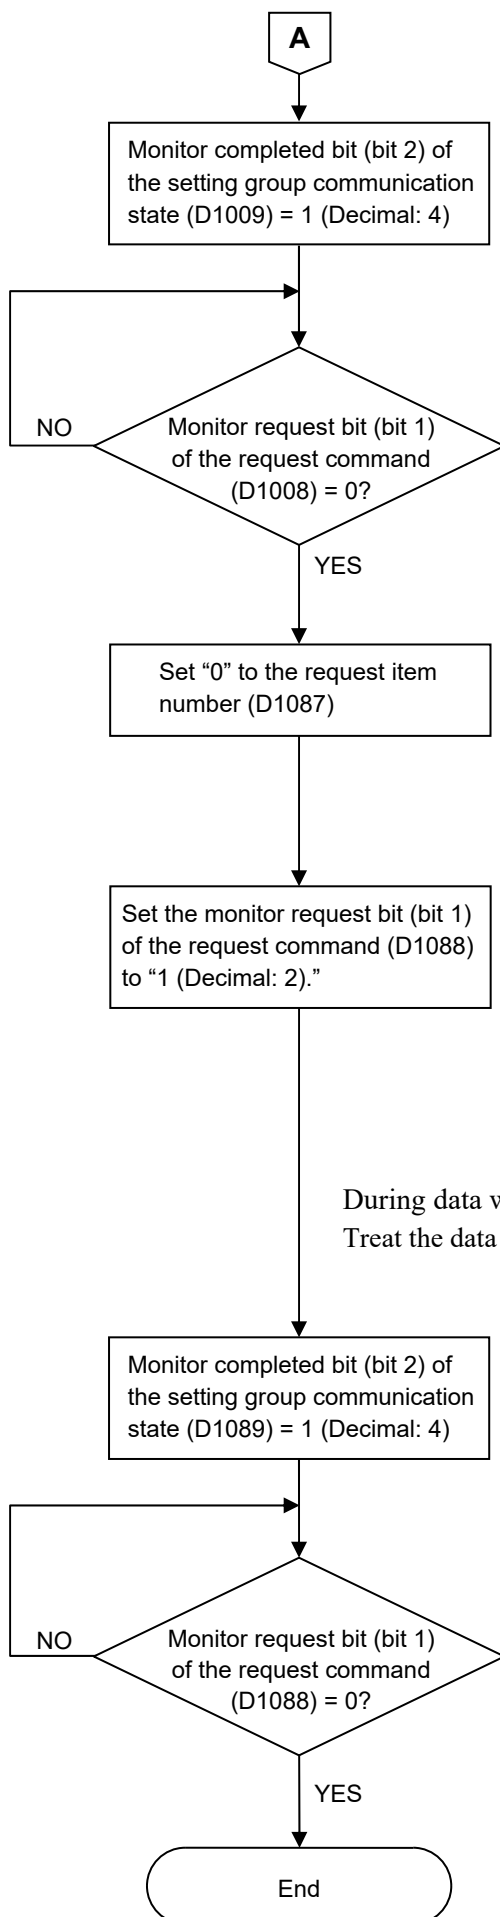 A
Monitor completed bit (bit 2) of
the setting group communication
state (D1009) = 1 (Decimal: 4)
NO
Monitor request bit (bit 1)
of the request command
(D1008) = 0?
YES
Set “0” to the request item
number (D1087)
Set the monitor request bit (bit 1)
of the request command (D1088)
to “1 (Decimal: 2).”
During data
Treat the data
Monitor completed bit (bit 2) of
the setting group communication
state (D1089) = 1 (Decimal: 4)
NO
Monitor request bit (bit 1)
of the request command
(D1088) = 0?
YES
End